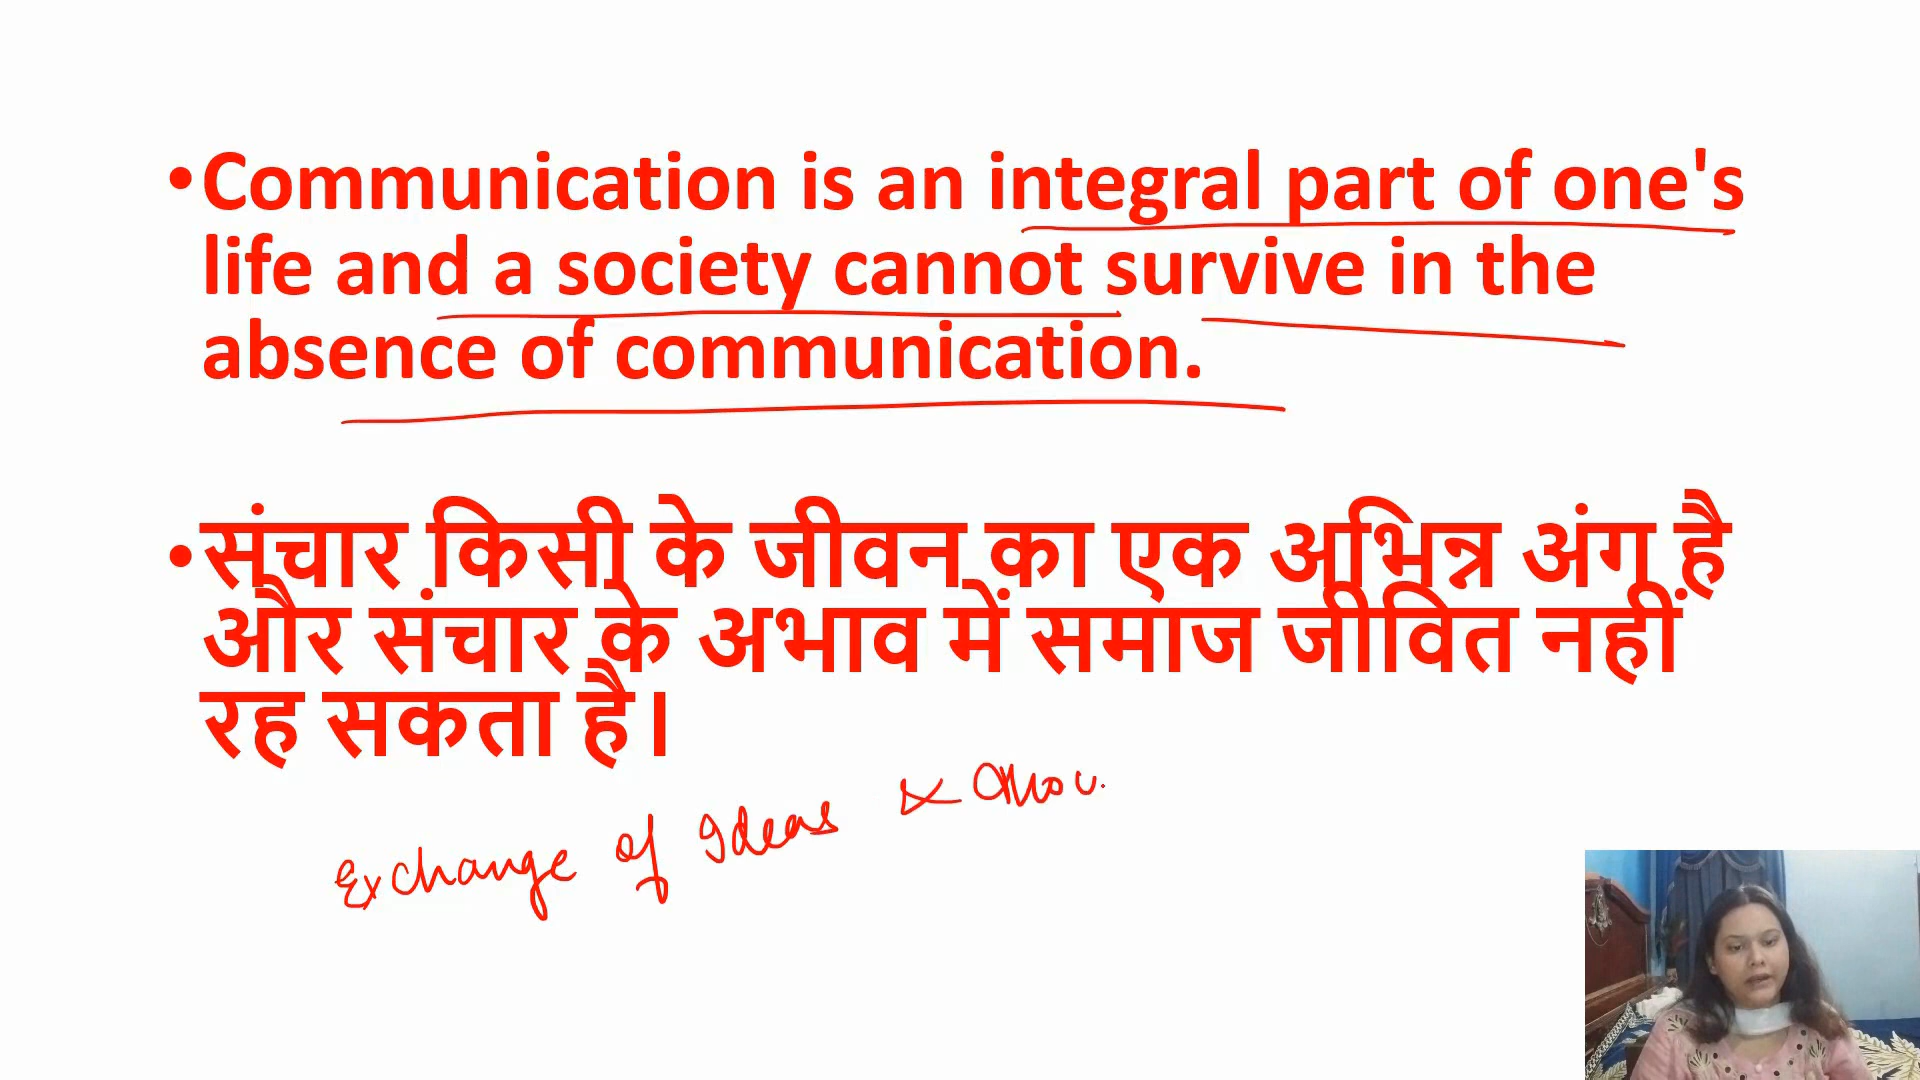 •Communication is an integral part of one's
life and a society cannot survive in the
absence of communication.
•संचार किसी के जीवन का एक अभिन्न अंग है
और संचार के अभाव में समाज जीवित नहीं
रह सकता है।
Exchange of Ideas &